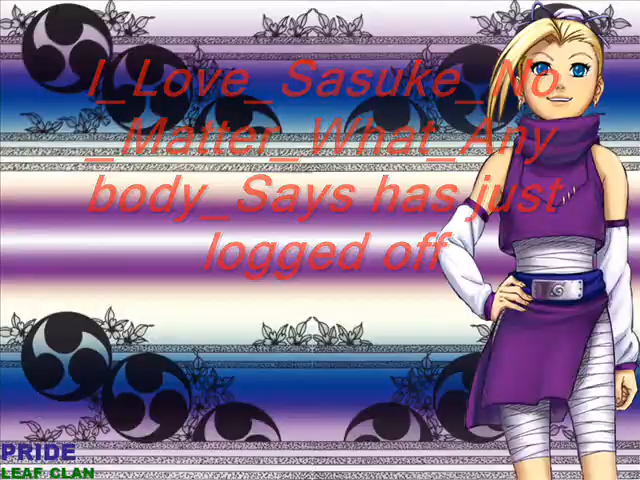 I_Love_Sasuke_No
_Matter_What_Any
body_Says has just
logged off
PRIDE
LEAF CLAN